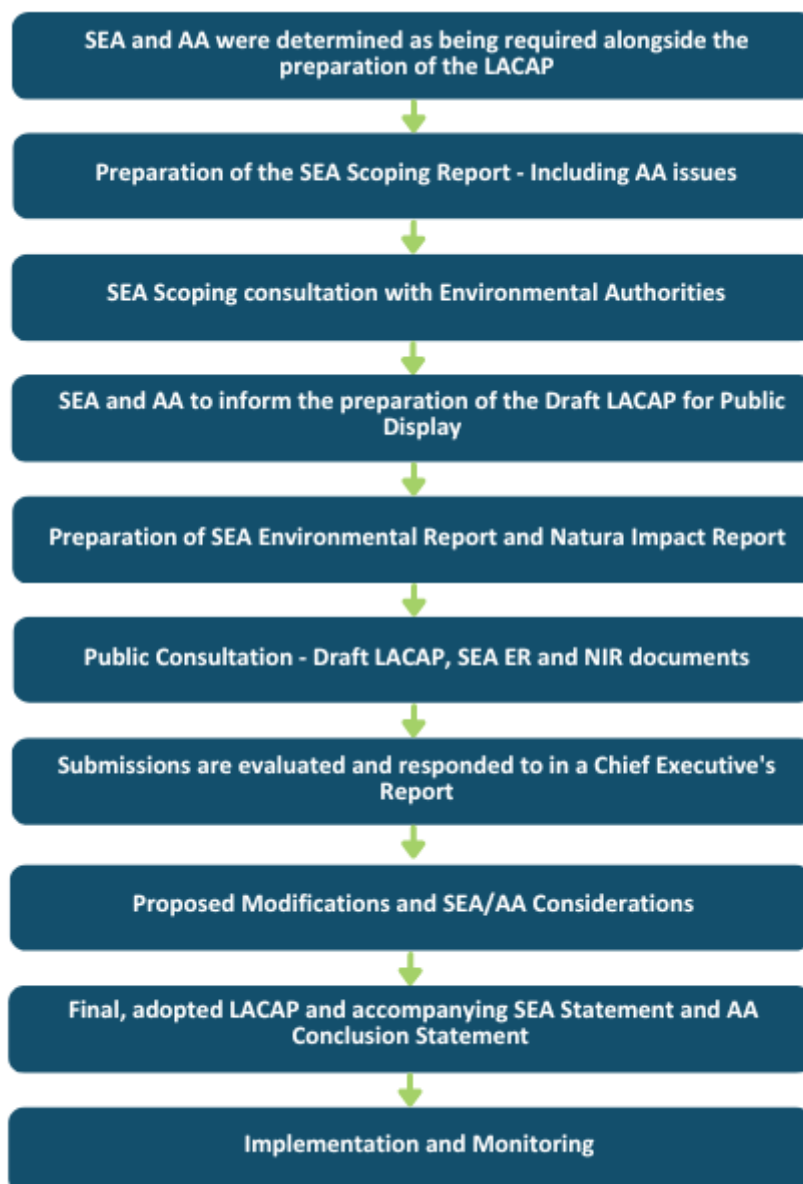 SEA and AA were determined as being required alongside the
preparation of the LACAP
Preparation of the SEA Scoping Report - Including AA issues
SEA Scoping consultation with Environmental Authorities
SEA and AA to inform the preparation of the Draft LACAP for Public
Display
Preparation of SEA Environmental Report and Natura Impact Report
Public Consultation - Draft LACAP, SEA ER and NIR documents
Submissions are evaluated and responded to in a Chief Executive's
Report
Proposed Modifications and SEA/AA Considerations
Final, adopted LACAP and accompanying SEA Statement and AA
Conclusion Statement
Implementation and Monitoring